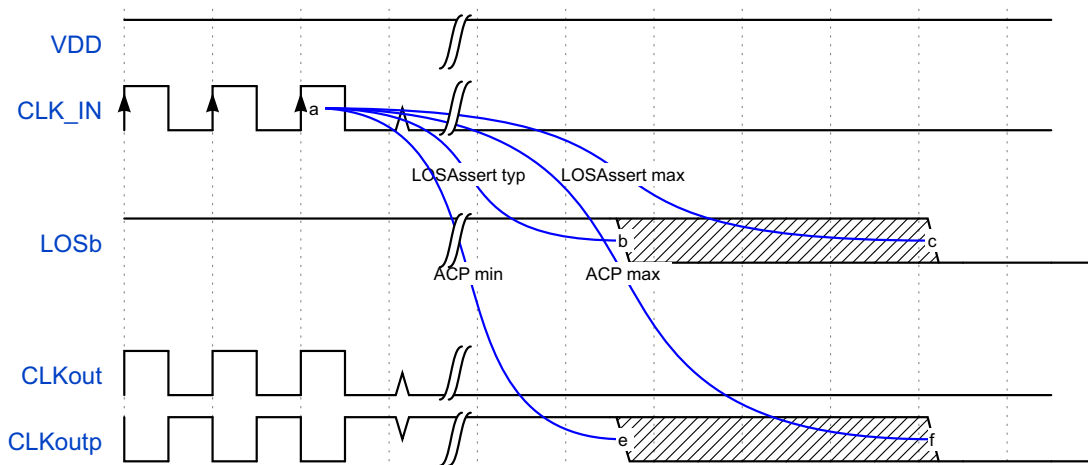 VDD
CLK_IN
a
LOSAssert typ
LOSAssert max
LOSb
b
c
ACP min
ACP max
CLKout
CLKoutp
e
f